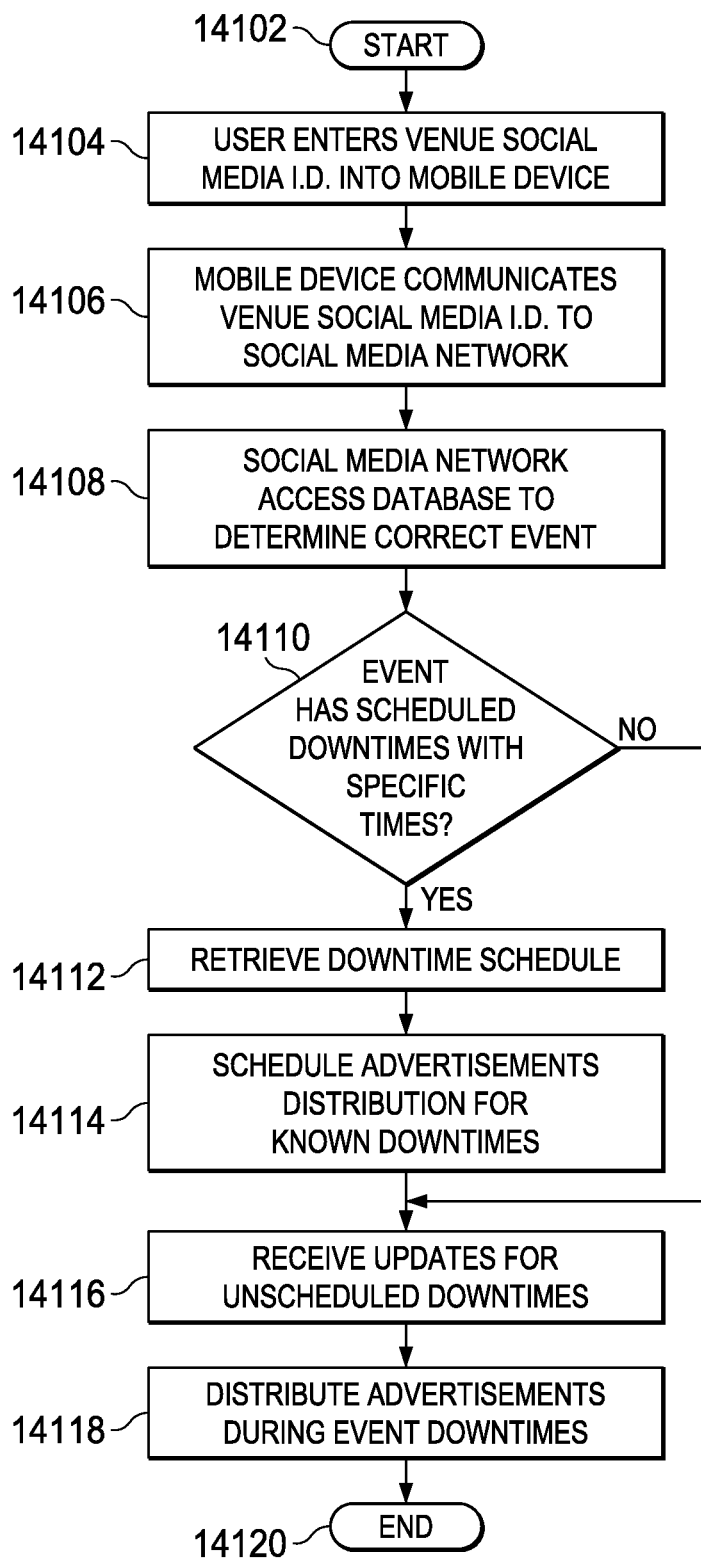 14102
START
14104
USER ENTERS VENUE SOCIAL
MEDIA I.D. INTO MOBILE DEVICE
14106
MOBILE DEVICE COMMUNICATES
VENUE SOCIAL MEDIA I.D. TO
SOCIAL MEDIA NETWORK
14108
SOCIAL MEDIA NETWORK
ACCESS DATABASE TO
DETERMINE CORRECT EVENT
14110
EVENT
HAS SCHEDULED
DOWNTIMES WITH
SPECIFIC
TIMES?
NO
YES
14112
RETRIEVE DOWNTIME SCHEDULE
14114
SCHEDULE ADVERTISEMENTS
DISTRIBUTION FOR
KNOWN DOWNTIMES
14116
RECEIVE UPDATES FOR
UNSCHEDULED DOWNTIMES
14118
DISTRIBUTE ADVERTISEMENTS
DURING EVENT DOWNTIMES
14120
END